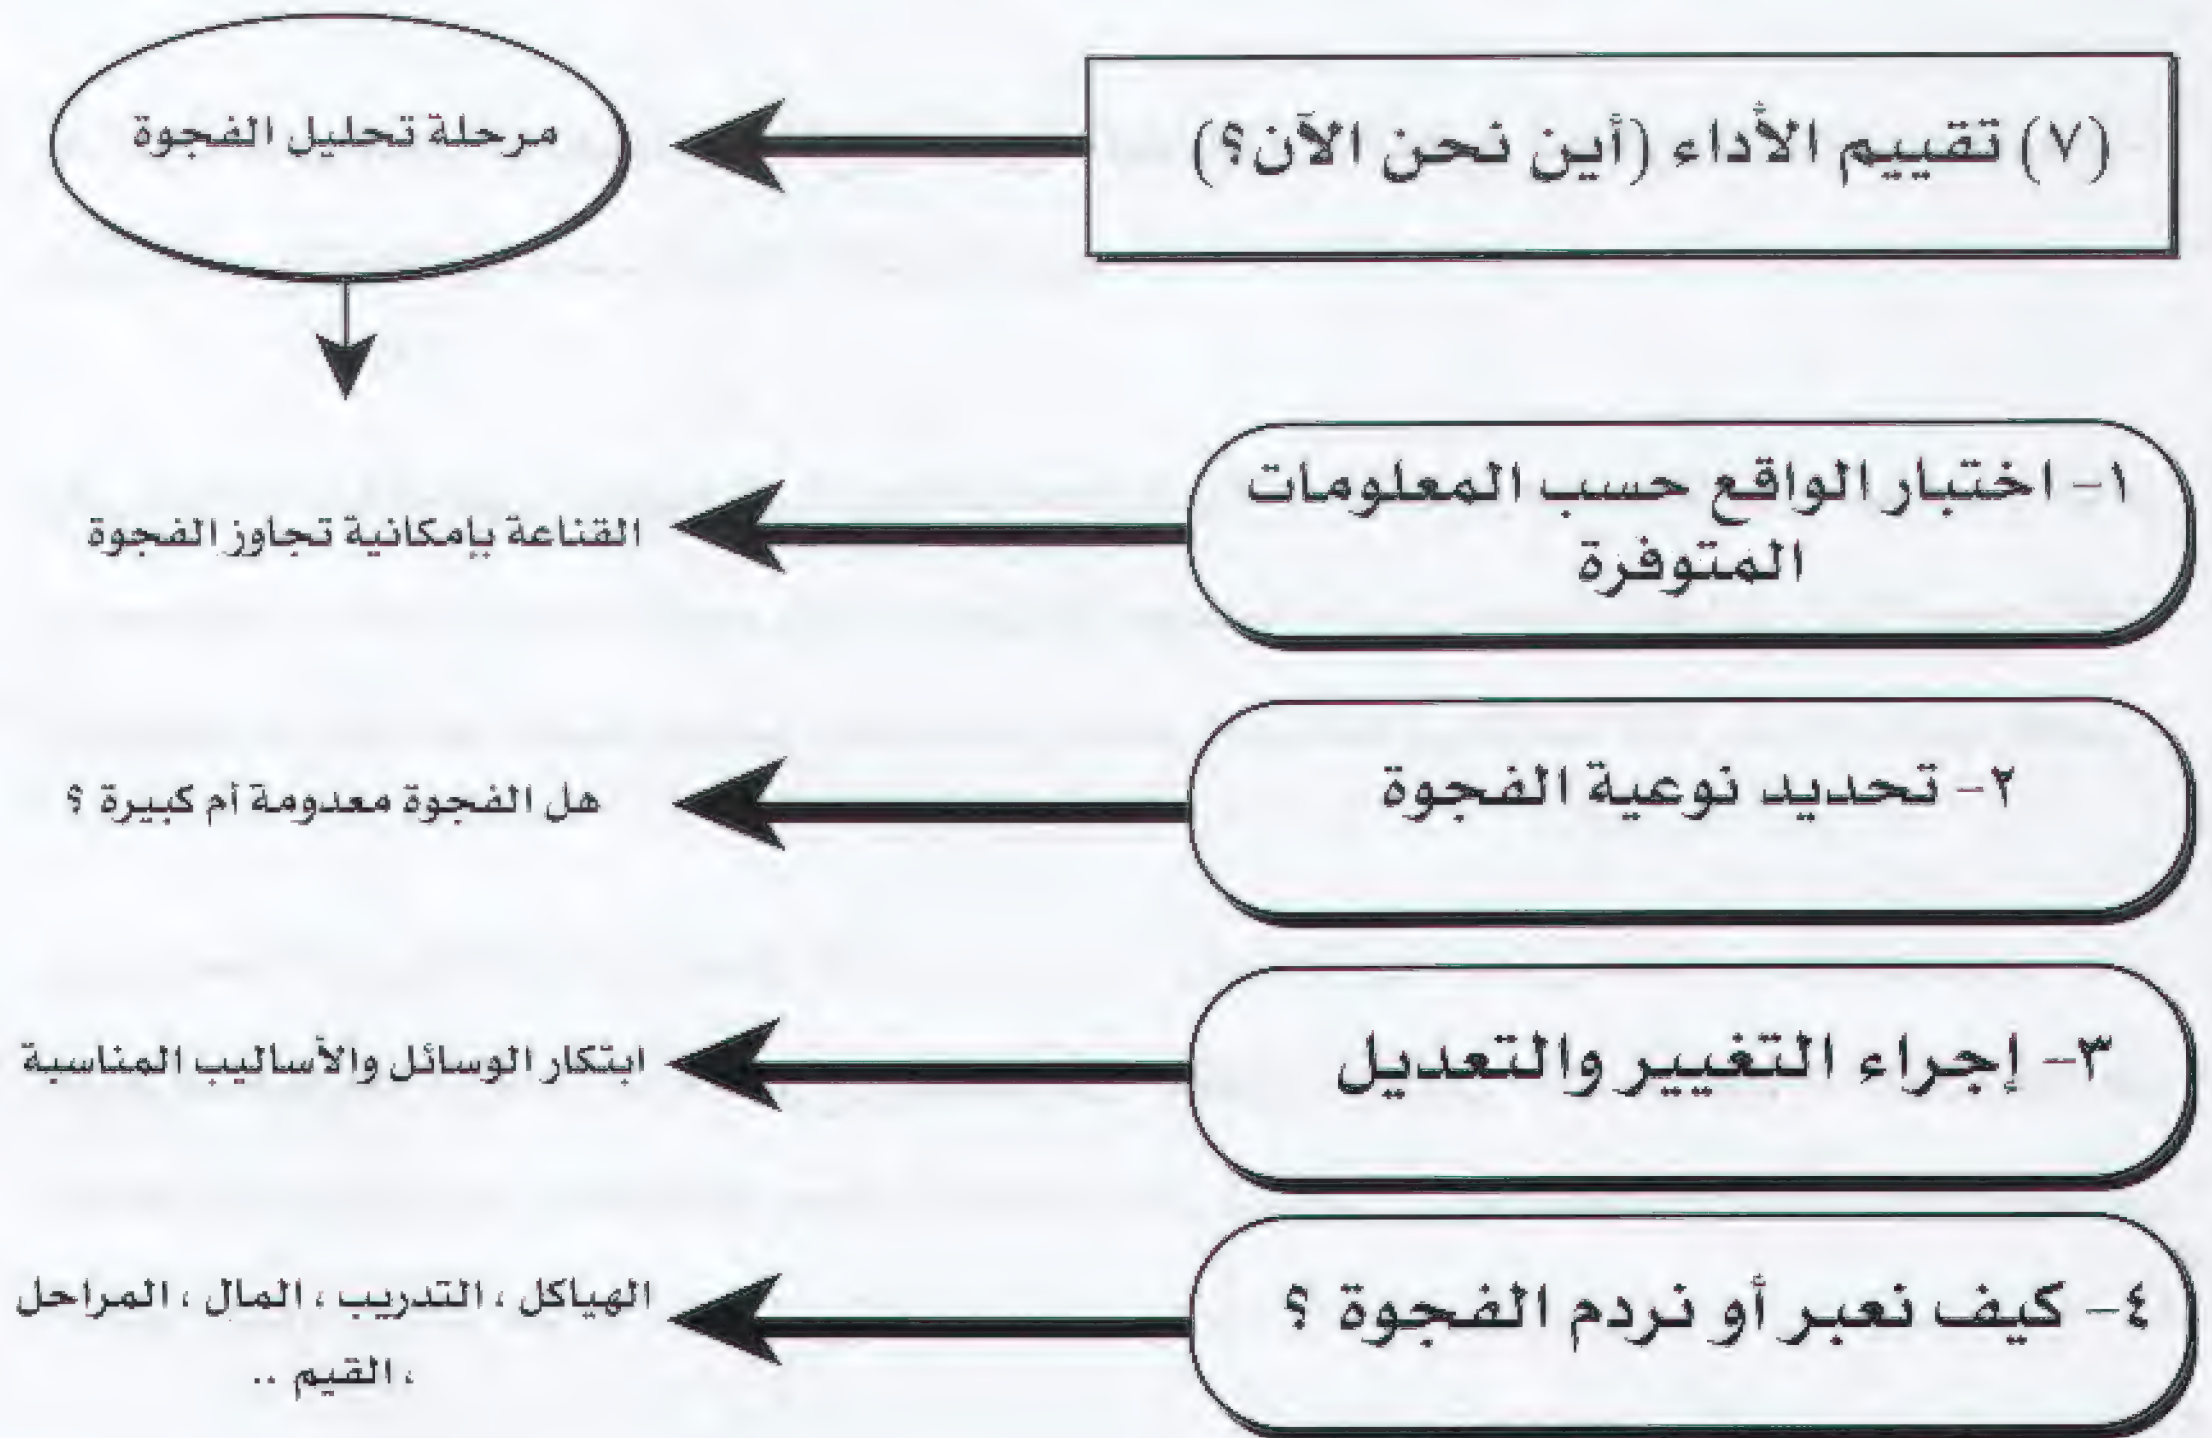 (٧) تقييم الأداء (أين نحن الآن؟)
مرحلة تحليل الفجوة
١- اختبار الواقع حسب المعلومات
المتوفرة
القناعة بإمكانية تجاوز الفجوة
٢- تحديد نوعية الفجوة
هل الفجوة معدومة أم كبيرة ؟
٣- إجراء التغيير والتعديل
ابتكار الوسائل والأساليب المناسبة
٤- كيف نعبر أو نردم الفجوة ؟
الهياكل ، التدريب ، المال ، المراحل
، القيم ..